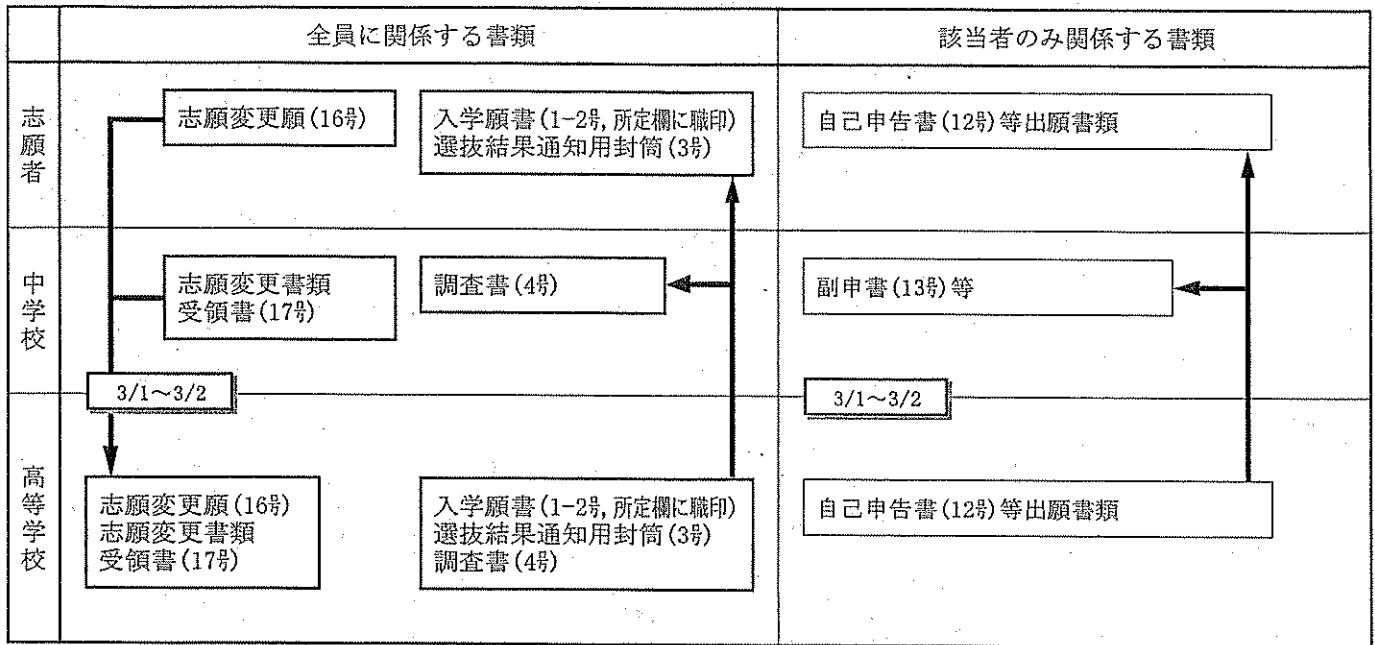 全員に関係する書類
該当者のみ関係する書類
志願者
志願変更願(16号)
入学願書(1-2号,所定欄に職印)
選抜結果通知用封筒(3号)
自己申告書(12号)等出願書類
中学校
志願変更書類
受領書(17号)
調査書(4号)
副申書(13号)等
3/1～3/2
3/1～3/2
高等学校
志願変更願(16号)
志願変更書類
受領書(17号)
入学願書(1-2号,所定欄に職印)
選抜結果通知用封筒(3号)
調査書(4号)
自己申告書(12号)等出願書類